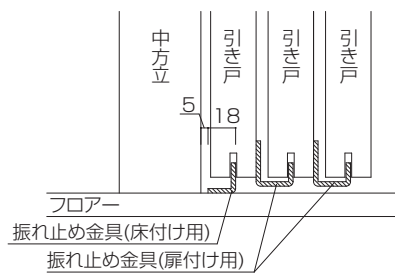 中方立
引き戸
引き戸
引き戸
5
18
フロアー
振れ止め金具(床付け用)
振れ止め金具(扉付け用)